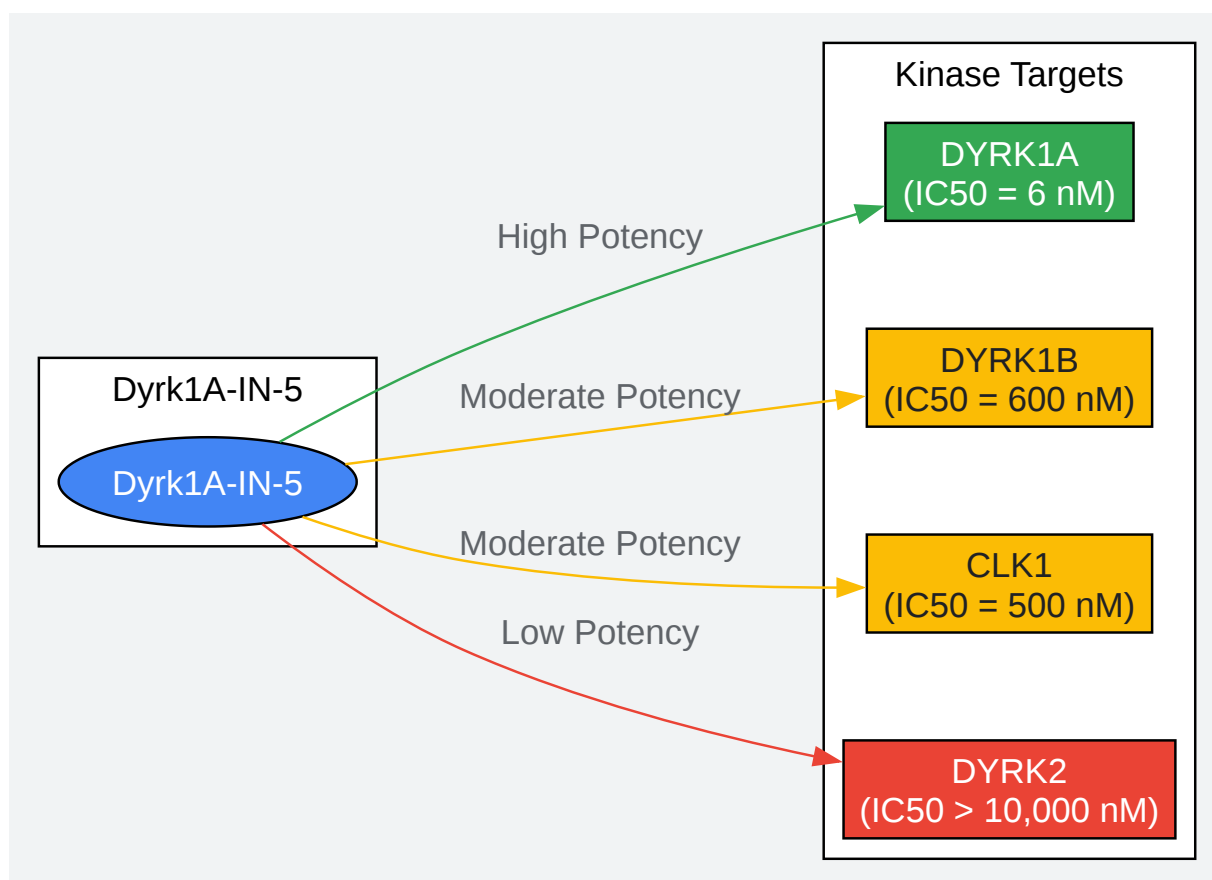 Kinase Targets
DYRK1A
(IC50 = 6 nM)
High Potency
DYRK1B
(IC50 = 600 nM)
Dyrk1A-IN-5
Moderate Potency
Dyrk1A-IN-5
Moderate Potency
CLK1
(IC50 = 500 nM)
Low Potency
DYRK2
(IC50 > 10,000 nM)